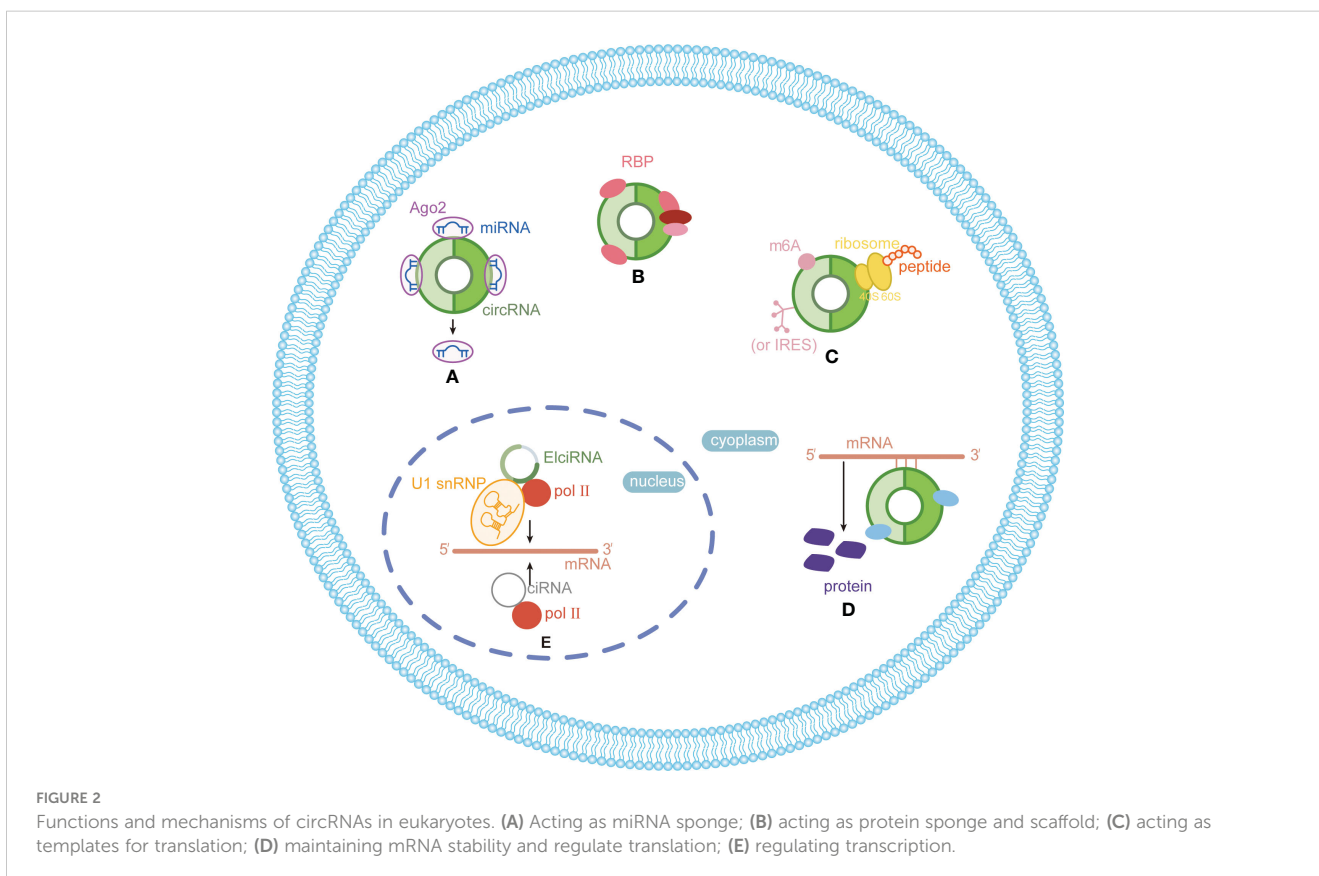 RBP
Ago2
miRNA
circRNA
A
B
m6A
ribosome
peptide
40S 60S
(or IRES)
C
cyoplasm
nucleus
EIciRNA
U1 snRNP
pol II
5'
3'
mRNA
ciRNA
pol II
E
5'
mRNA
3'
protein
D
FIGURE 2
Functions and mechanisms of circRNAs in eukaryotes. (A) Acting as miRNA sponge; (B) acting as protein sponge and scaffold; (C) acting as
templates for translation; (D) maintaining mRNA stability and regulate translation; (E) regulating transcription.